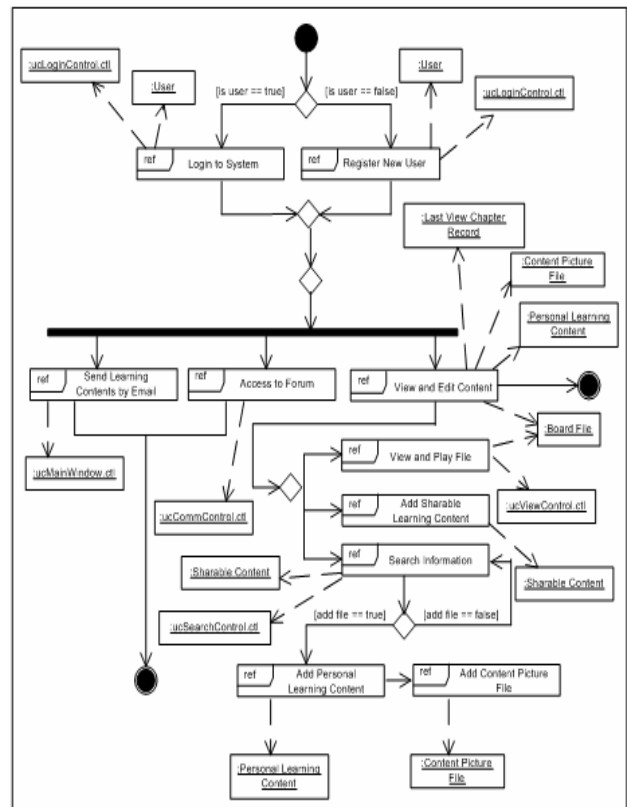 :ucLoginControl.ctl
:User
:User
:ucLoginControl.ctl
[is user == true]
[is user == false]
ref
Login to System
ref
Register New User
:Last View Chapter
Record
:Content Picture
File
:Personal Learning
Content
ref
Send Learning
Contents by Email
ref
Access to Forum
ref
View and Edit Content
:Board File
:ucMainWindow.ctl
ref
View and Play File
:ucViewControl.ctl
:ucCommControl.ctl
ref
Add Sharable
Learning Content
ref
Search Information
:Sharable Content
:Sharable Content
:ucSearchControl.ctl
[add file == true]
[add file == false]
ref
Add Personal
Learning Content
ref
Add Content Picture
File
:Personal Learning
Content
:Content Picture
File